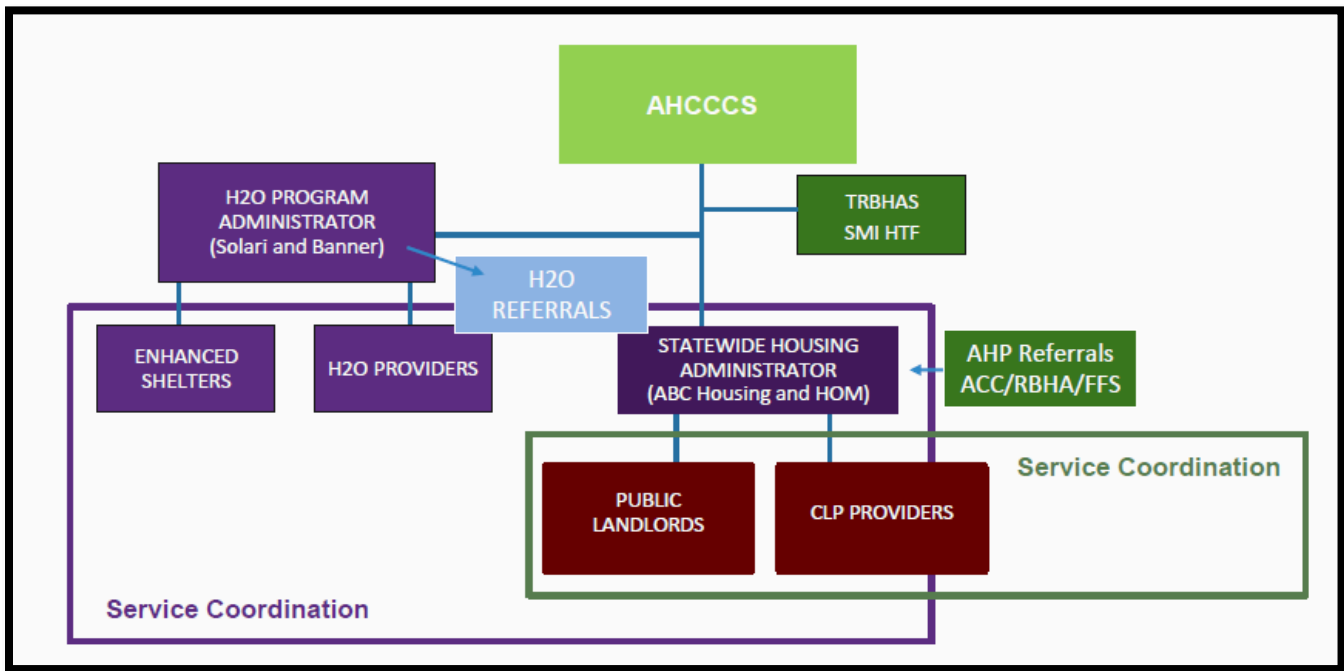 AHCCCS
H2O PROGRAM
ADMINISTRATOR
(Solari and Banner)
TRBHAS
SMI HTF
H2O
REFERRALS
ENHANCED
SHELTERS
H2O PROVIDERS
STATEWIDE HOUSING
ADMINISTRATOR
(ABC Housing and HOM)
AHP Referrals
ACC/RBHA/FFS
Service Coordination
PUBLIC
LANDLORDS
CLP PROVIDERS
Service Coordination